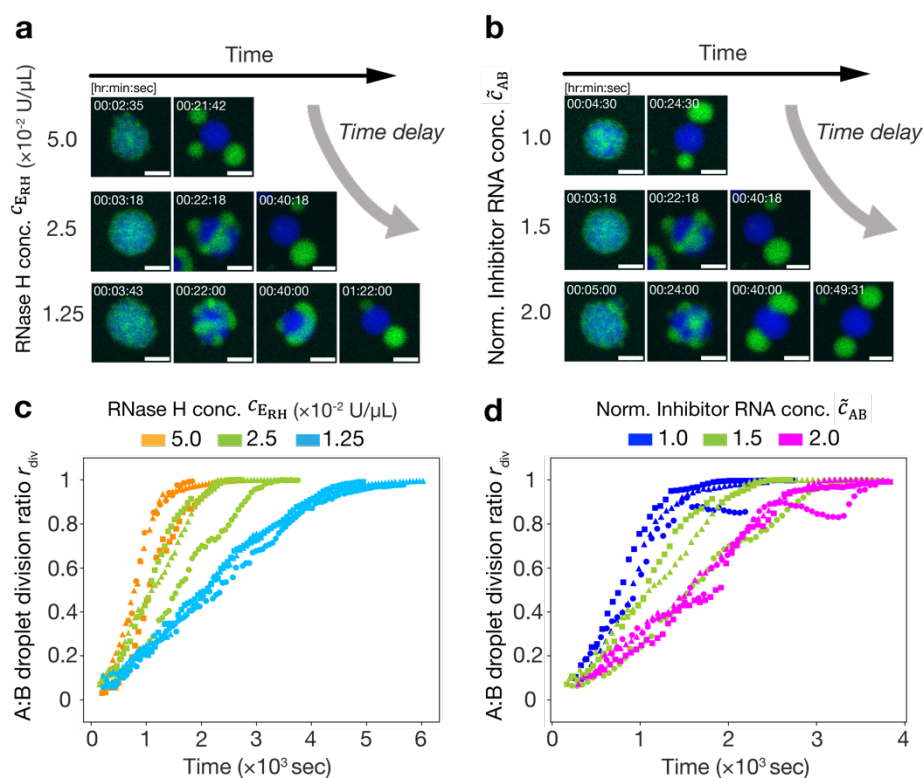 a
Time
[hr:min:sec]
RNase H conc. c_ERH (×10⁻² U/µL)
5.0
00:02:35
00:21:42
Time delay
2.5
00:03:18
00:22:18
00:40:18
1.25
00:03:43
00:22:00
00:40:00
01:22:00
b
Time
[hr:min:sec]
Norm. Inhibitor RNA conc. c̃_AB
1.0
00:04:30
00:24:30
Time delay
1.5
00:03:18
00:22:18
00:40:18
2.0
00:05:00
00:24:00
00:40:00
00:49:31
c
RNase H conc. c_ERH (×10⁻² U/µL)
5.0 2.5 1.25
A:B droplet division ratio r_div
1
0.8
0.6
0.4
0.2
0
0 1 2 3 4 5 6
Time (×10³ sec)
d
Norm. Inhibitor RNA conc. c̃_AB
1.0 1.5 2.0
A:B droplet division ratio r_div
1
0.8
0.6
0.4
0.2
0
0 1 2 3 4
Time (×10³ sec)